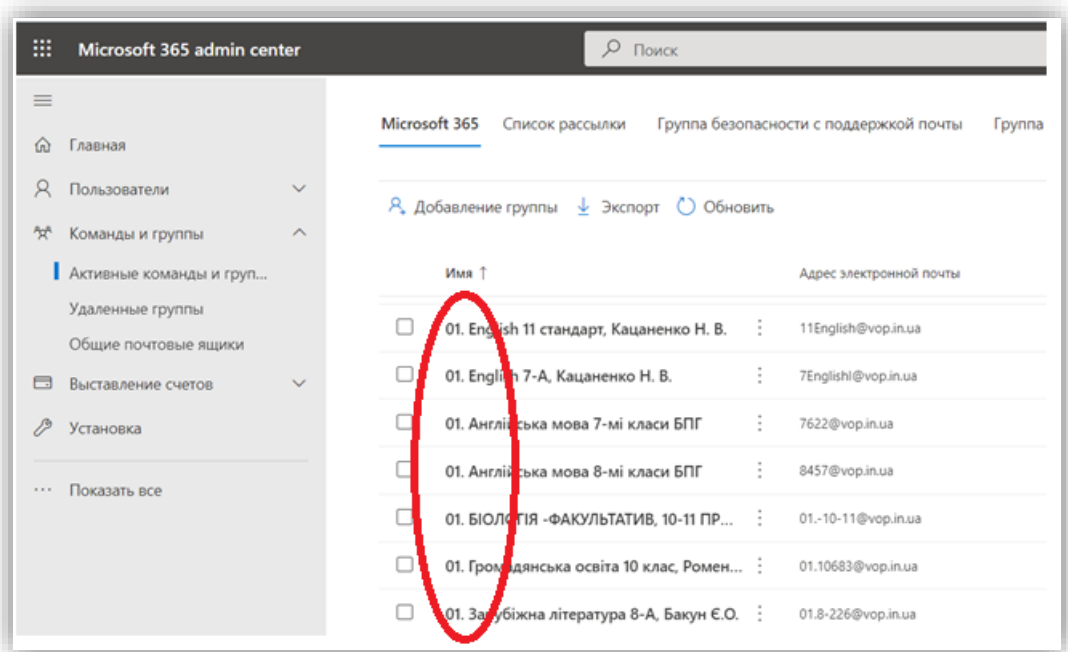 Microsoft 365 admin center
Поиск
Главная
Пользователи
Команды и группы
Активные команды и груп...
Удаленные группы
Общие почтовые ящики
Выставление счетов
Установка
Показать все
Microsoft 365 Список рассылки Группа безопасности с поддержкой почты Группа
Добавление группы Экспорт Обновить
Имя ↑ Адрес электронной почты
01. English 11 стандарт, Кацаненко Н. В. 11English@vop.in.ua
01. English 7-А, Кацаненко Н. В. 7Englishl@vop.in.ua
01. Англійська мова 7-мі класи БПГ 7622@vop.in.ua
01. Англійська мова 8-мі класи БПГ 8457@vop.in.ua
01. БІОЛОГІЯ -ФАКУЛЬТАТИВ, 10-11 ПР... 01.-10-11@vop.in.ua
01. Громадянська освіта 10 клас, Ромен... 01.10683@vop.in.ua
01. Зарубіжна література 8-А, Бакун Є.О. 01.8-226@vop.in.ua